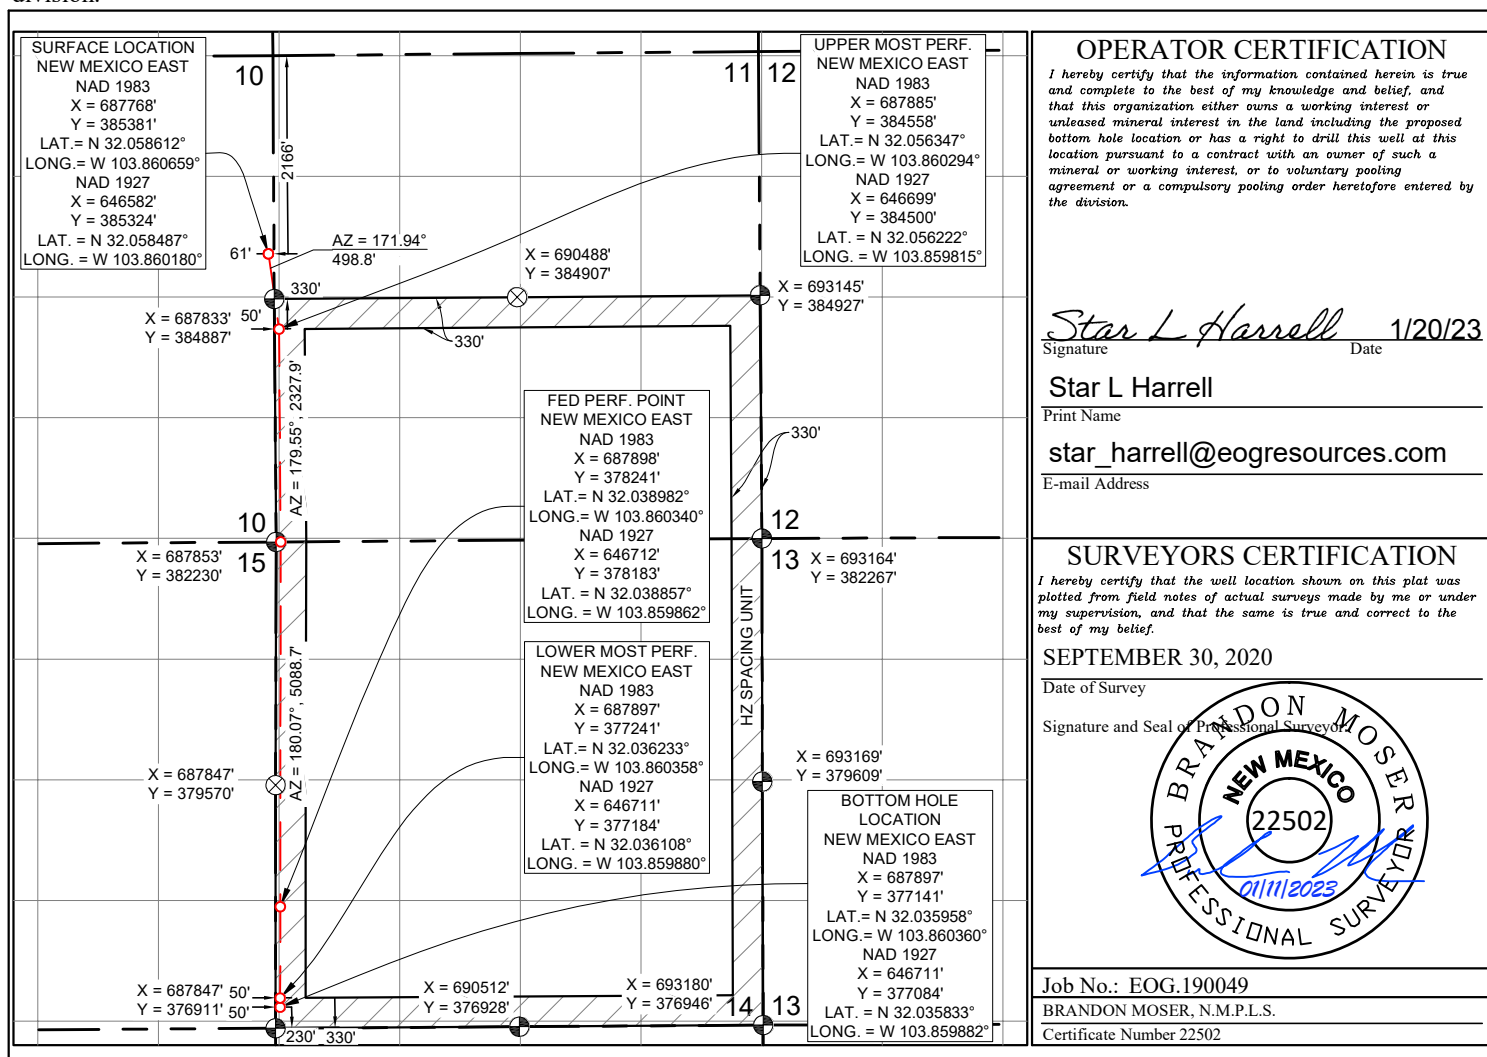 division.
SURFACE LOCATION
NEW MEXICO EAST
NAD 1983
X = 687768'
Y = 385381'
LAT.= N 32.058612°
LONG.= W 103.860659°
NAD 1927
X = 646582'
Y = 385324'
LAT. = N 32.058487°
LONG. = W 103.860180°
10
11
12
2166'
UPPER MOST PERF.
NEW MEXICO EAST
NAD 1983
X = 687885'
Y = 384558'
LAT.= N 32.056347°
LONG.= W 103.860294°
NAD 1927
X = 646699'
Y = 384500'
LAT. = N 32.056222°
LONG. = W 103.859815°
61'
AZ = 171.94°
498.8'
X = 690488'
Y = 384907'
X = 693145'
Y = 384927'
330'
50'
X = 687833'
Y = 384887'
330'
AZ = 179.55°, 2327.9'
FED PERF. POINT
NEW MEXICO EAST
NAD 1983
X = 687898'
Y = 378241'
LAT.= N 32.038982°
LONG.= W 103.860340°
NAD 1927
X = 646712'
Y = 378183'
LAT. = N 32.038857°
LONG. = W 103.859862°
330'
10
15
X = 687853'
Y = 382230'
12
13
X = 693164'
Y = 382267'
HZ SPACING UNIT
LOWER MOST PERF.
NEW MEXICO EAST
NAD 1983
X = 687897'
Y = 377241'
LAT.= N 32.036233°
LONG.= W 103.860358°
NAD 1927
X = 646711'
Y = 377184'
LAT. = N 32.036108°
LONG. = W 103.859880°
AZ = 180.07°, 5088.7'
X = 687847'
Y = 379570'
X = 693169'
Y = 379609'
BOTTOM HOLE
LOCATION
NEW MEXICO EAST
NAD 1983
X = 687897'
Y = 377141'
LAT.= N 32.035958°
LONG.= W 103.860360°
NAD 1927
X = 646711'
Y = 377084'
LAT. = N 32.035833°
LONG. = W 103.859882°
X = 687847'
Y = 376911'
50'
50'
230'
330'
X = 690512'
Y = 376928'
X = 693180'
Y = 376946'
14
13
OPERATOR CERTIFICATION
I hereby certify that the information contained herein is true
and complete to the best of my knowledge and belief, and
that this organization either owns a working interest or
unleased mineral interest in the land including the proposed
bottom hole location or has a right to drill this well at this
location pursuant to a contract with an owner of such a
mineral or working interest, or to voluntary pooling
agreement or a compulsory pooling order heretofore entered by
the division.
Star L Harrell 1/20/23
Signature Date
Star L Harrell
Print Name
star_harrell@eogresources.com
E-mail Address
SURVEYORS CERTIFICATION
I hereby certify that the well location shown on this plat was
plotted from field notes of actual surveys made by me or under
my supervision, and that the same is true and correct to the
best of my belief.
SEPTEMBER 30, 2020
Date of Survey
Signature and Seal of Professional Surveyor:
BRANDON MOSER
NEW MEXICO
22502
01/11/2023
PROFESSIONAL SURVEYOR
Job No.: EOG.190049
BRANDON MOSER, N.M.P.L.S.
Certificate Number 22502